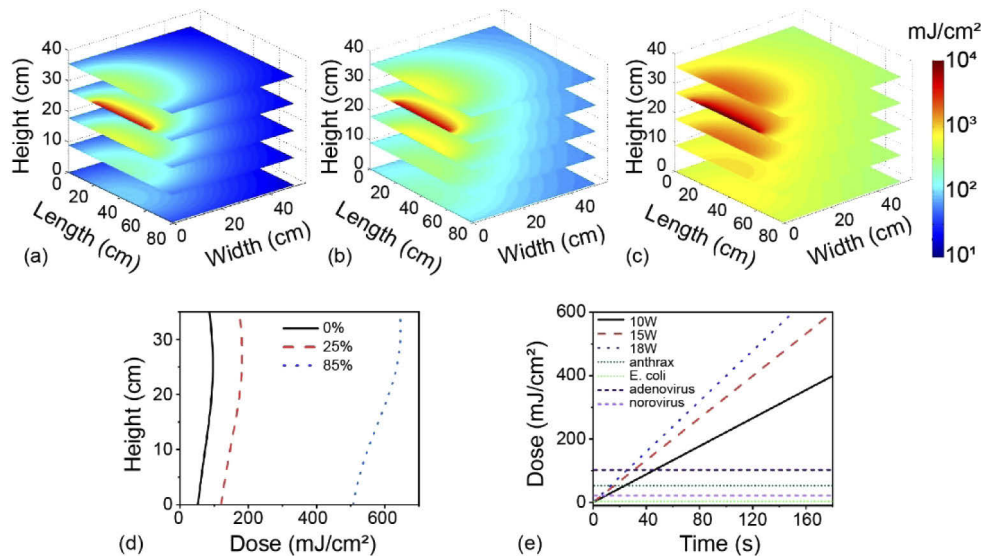 mJ/cm²
Height (cm)
40
30
20
10
0
20
40
60
80
Length (cm)
0
20
40
Width (cm)
(a)
Height (cm)
40
30
20
10
0
20
40
60
80
Length (cm)
0
20
40
Width (cm)
(b)
Height (cm)
40
30
20
10
0
20
40
60
80
Length (cm)
0
20
40
Width (cm)
(c)
10⁴
10³
10²
10¹
Height (cm)
30
20
10
0
0
200
400
600
Dose (mJ/cm²)
0%
25%
85%
(d)
Dose (mJ/cm²)
600
400
200
0
0
40
80
120
160
Time (s)
10W
15W
18W
anthrax
E. coli
adenovirus
norovirus
(e)